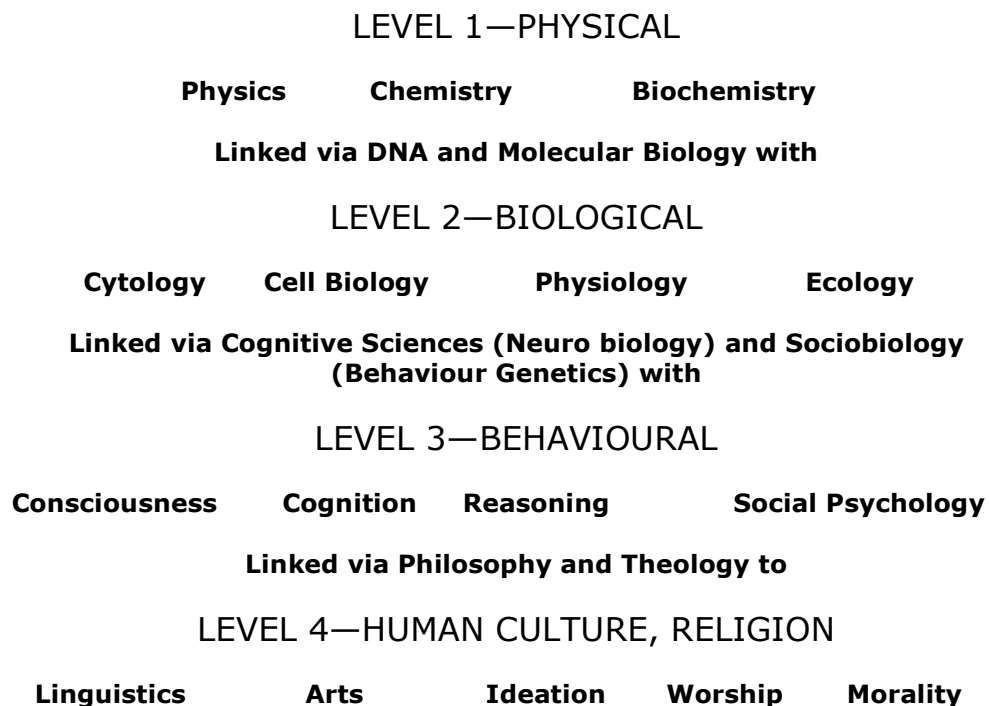 LEVEL 1—PHYSICAL
Physics Chemistry Biochemistry
Linked via DNA and Molecular Biology with
LEVEL 2—BIOLOGICAL
Cytology Cell Biology Physiology Ecology
Linked via Cognitive Sciences (Neuro biology) and Sociobiology
(Behaviour Genetics) with
LEVEL 3—BEHAVIOURAL
Consciousness Cognition Reasoning Social Psychology
Linked via Philosophy and Theology to
LEVEL 4—HUMAN CULTURE, RELIGION
Linguistics Arts Ideation Worship Morality